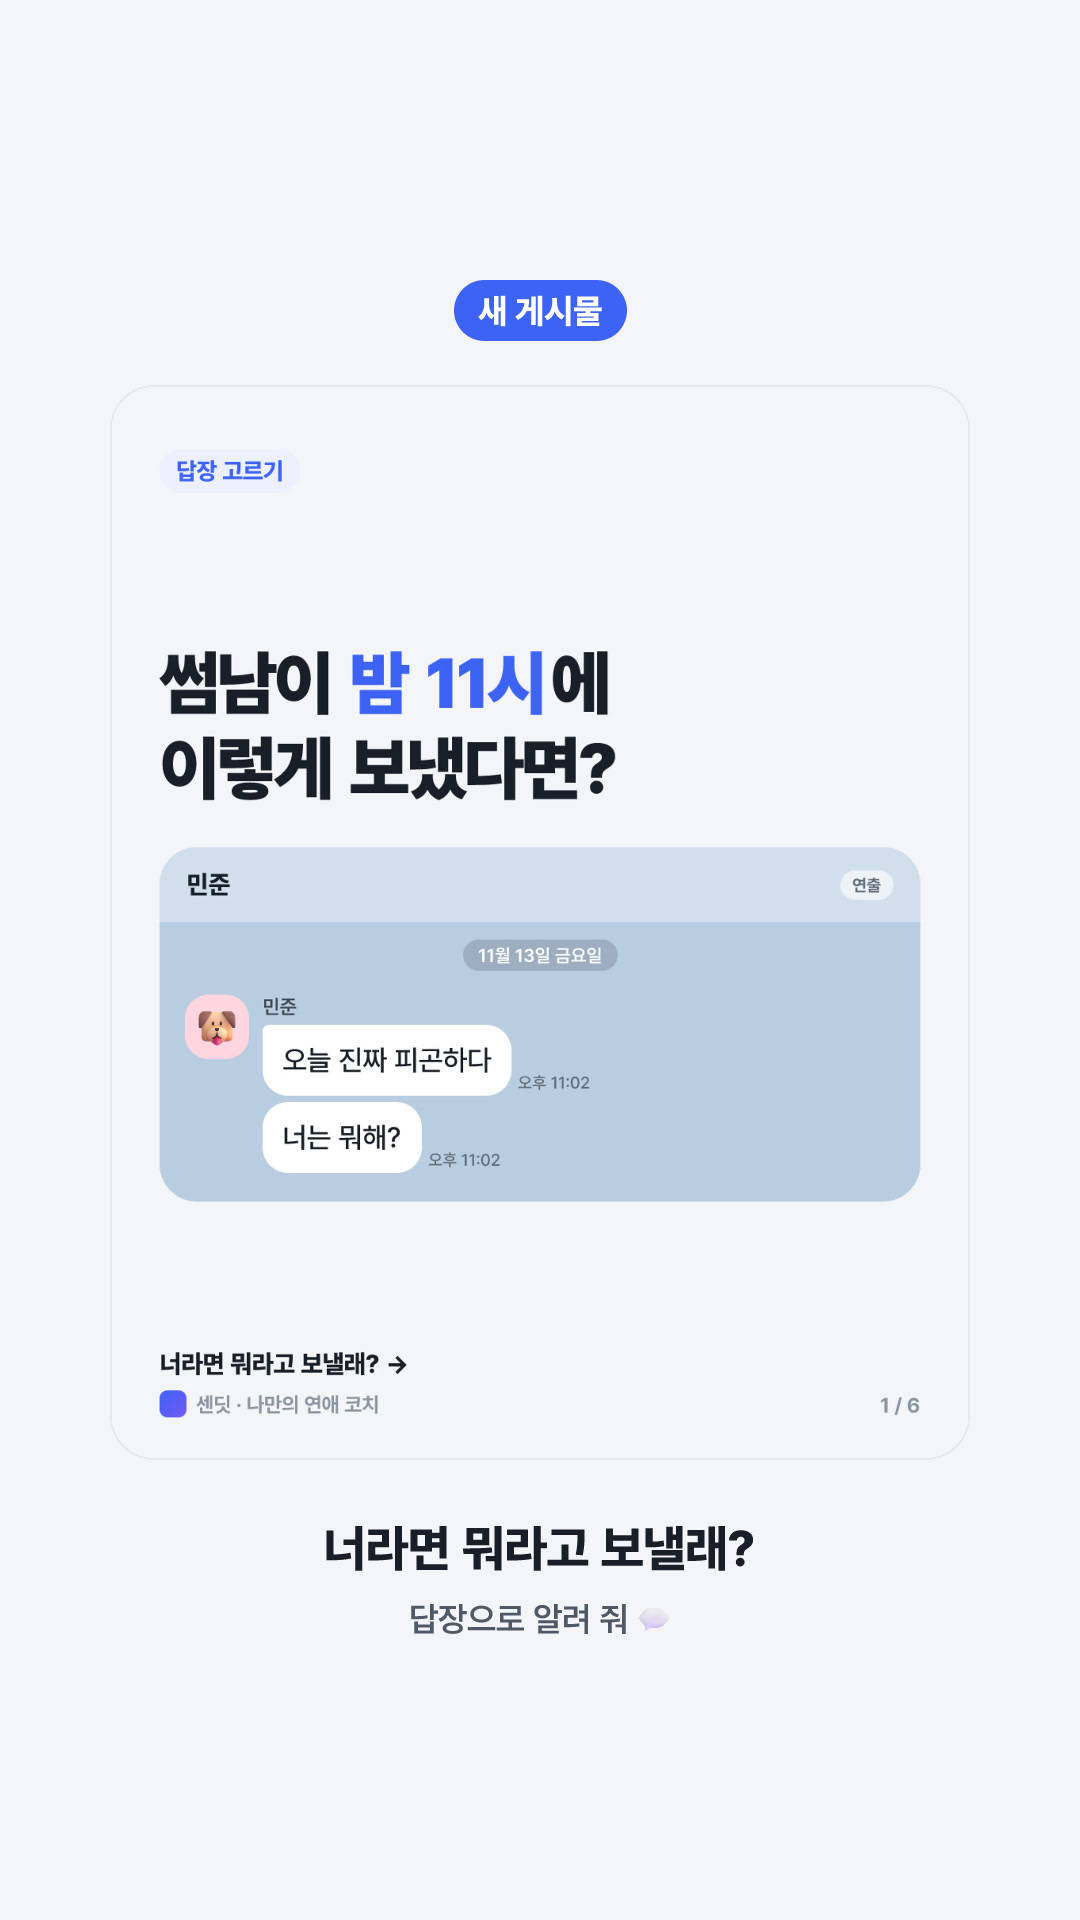 새 게시물
답장 고르기
썸남이 밤 11시에
이렇게 보냈다면?
민준
연출
11월 13일 금요일
민준
오늘 진짜 피곤하다
오후 11:02
너는 뭐해?
오후 11:02
너라면 뭐라고 보낼래? →
센딧 · 나만의 연애 코치
1 / 6
너라면 뭐라고 보낼래?
답장으로 알려 줘 💬